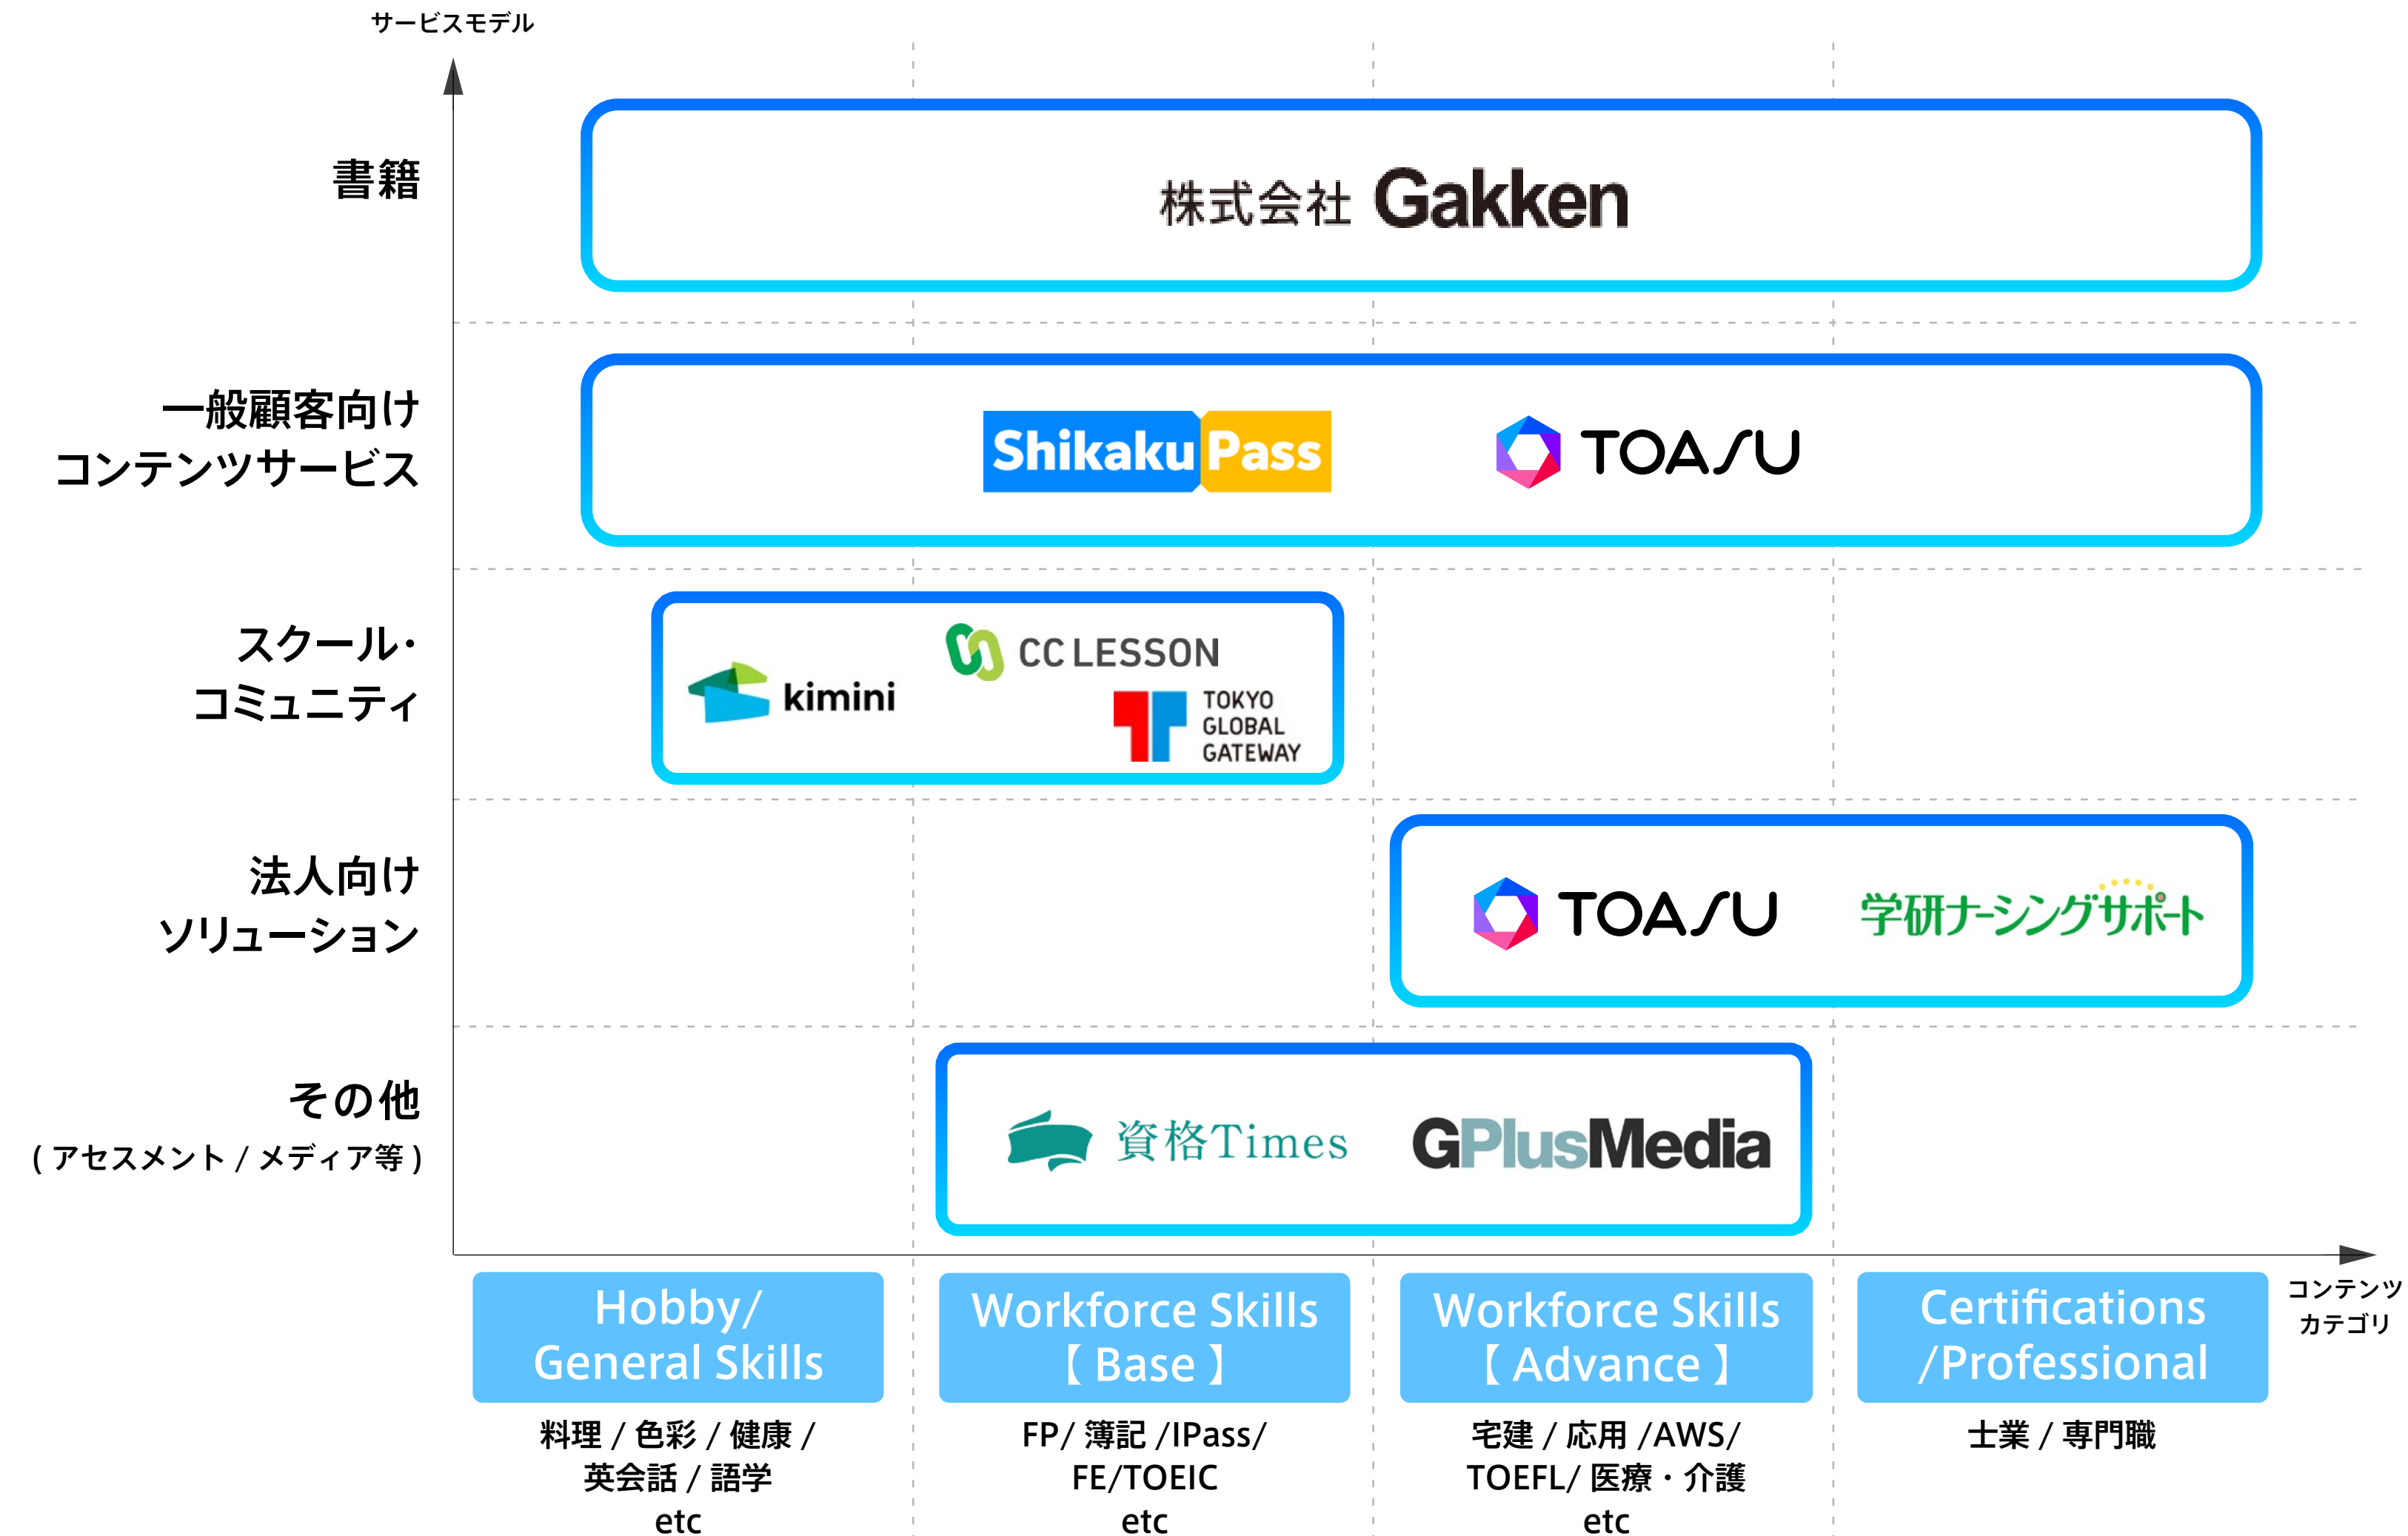 サービスモデル
書籍
株式会社 Gakken
一般顧客向け
コンテンツサービス
Shikaku Pass
TOASU
スクール・
コミュニティ
kimini
CC LESSON
TOKYO
GLOBAL
GATEWAY
法人向け
ソリューション
TOASU
学研ナーシングサポート
その他
( アセスメント / メディア等 )
資格Times
GPlusMedia
コンテンツ
カテゴリ
Hobby/
General Skills
料理 / 色彩 / 健康 /
英会話 / 語学
etc
Workforce Skills
【 Base 】
FP/ 簿記 /IPass/
FE/TOEIC
etc
Workforce Skills
【 Advance 】
宅建 / 応用 /AWS/
TOEFL/ 医療・介護
etc
Certifications
/Professional
士業 / 専門職